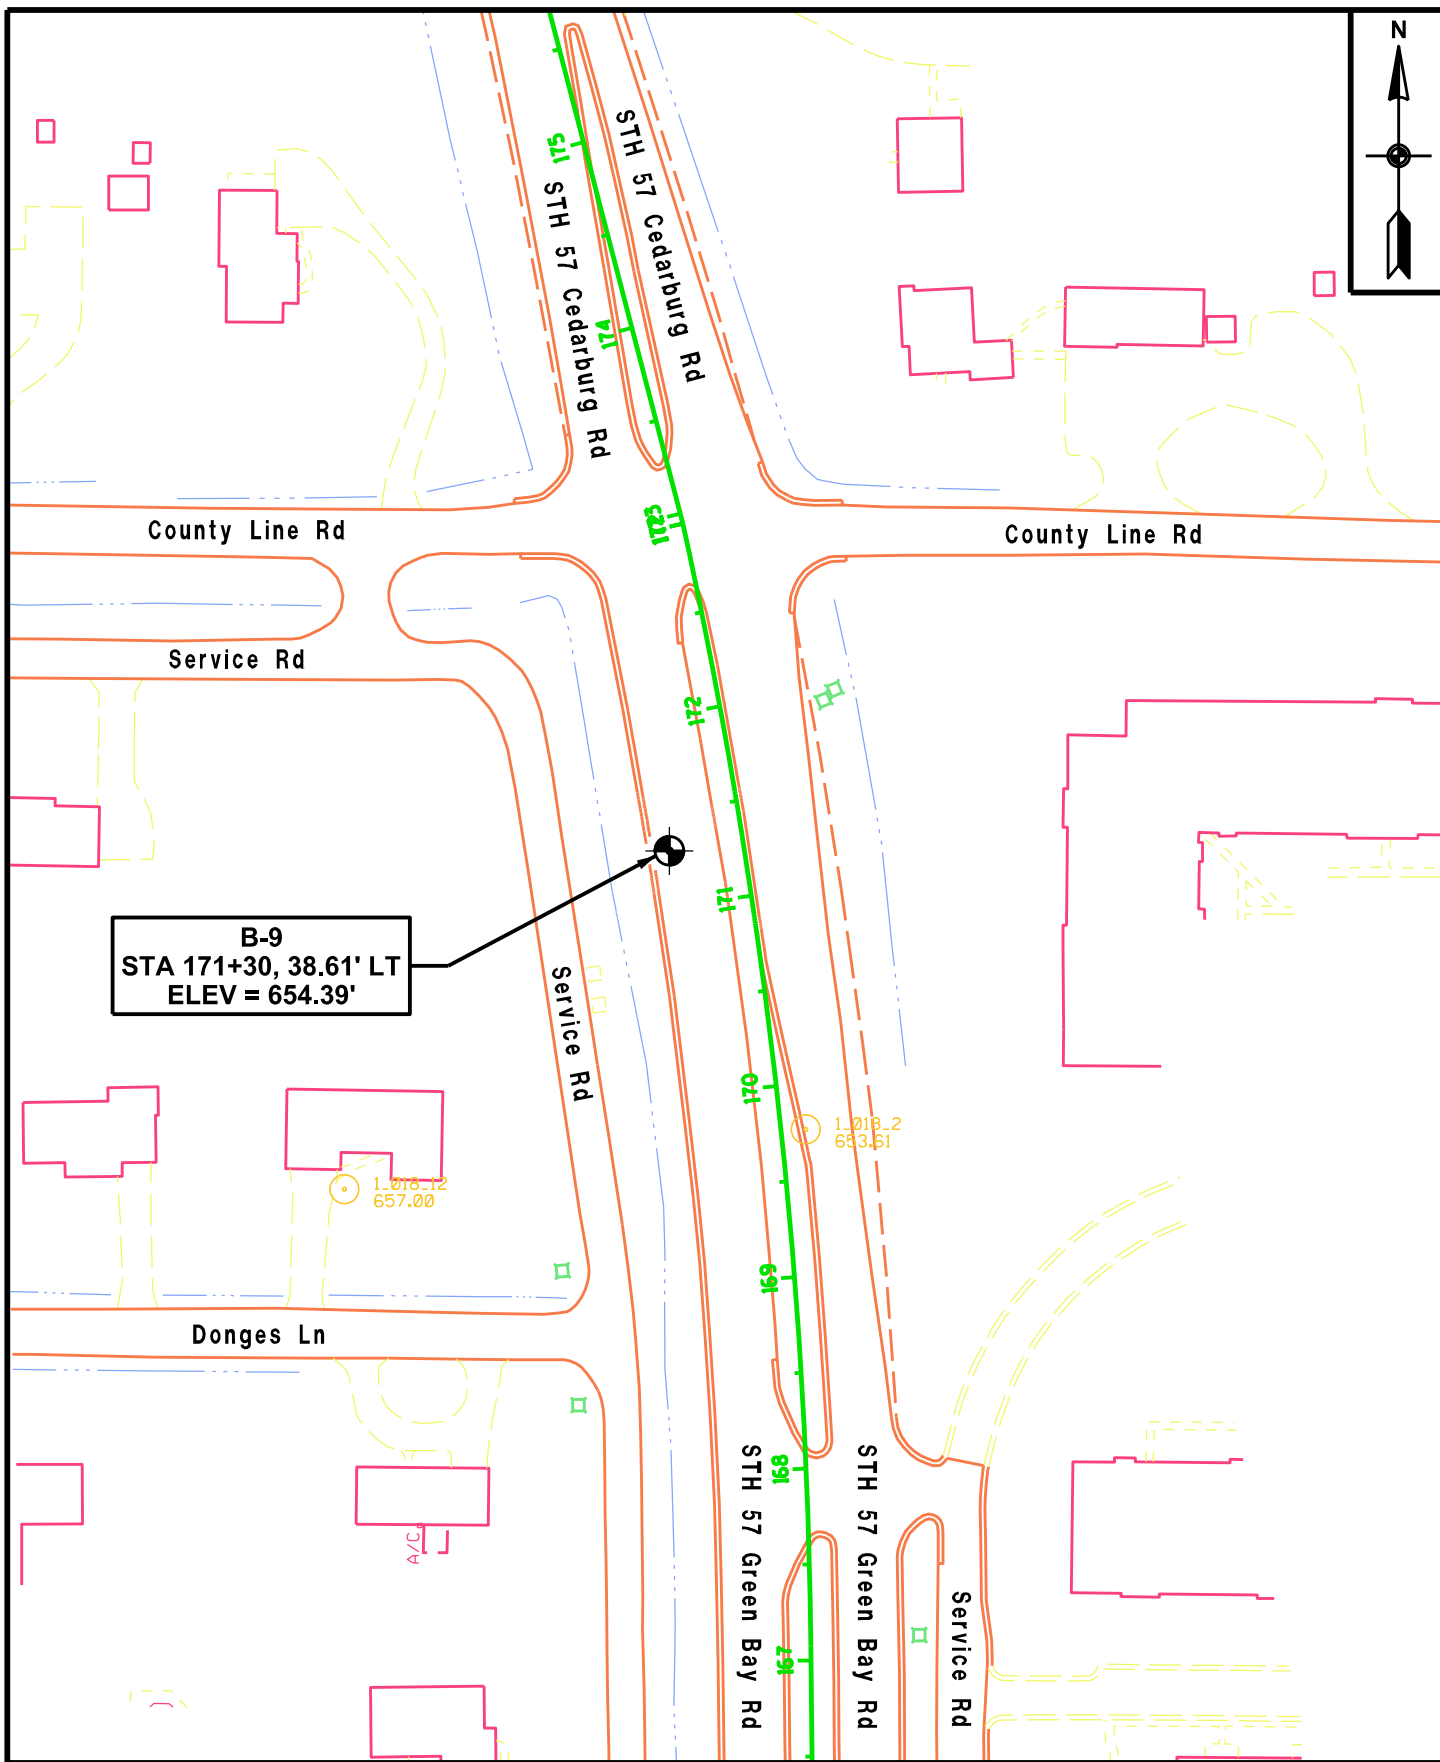 N
STH 57 Cedarburg Rd
175
STH 57 Cedarburg Rd
174
County Line Rd
County Line Rd
Service Rd
172
171
B-9
STA 171+30, 38.61' LT
ELEV = 654.39'
Service Rd
170
1_018_2
653.61
1_018_12
657.00
169
Donges Ln
168
STH 57 Green Bay Rd
STH 57 Green Bay Rd
A/C
Service Rd
167